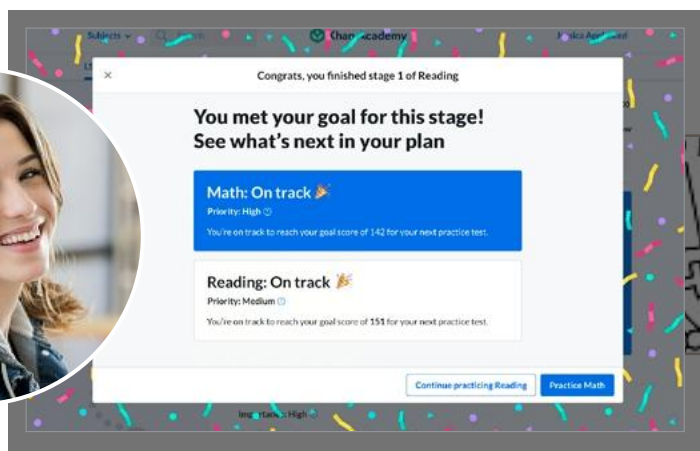 Subjects
Khan Academy
Congrats, you finished stage 1 of Reading
You met your goal for this stage!
See what's next in your plan
Math: On track 🎉
Priority: High
You're on track to reach your goal score of 142 for your next practice test.
Reading: On track 🎉
Priority: Medium
You're on track to reach your goal score of 151 for your next practice test.
Continue practicing Reading
Practice Math
Importance: High